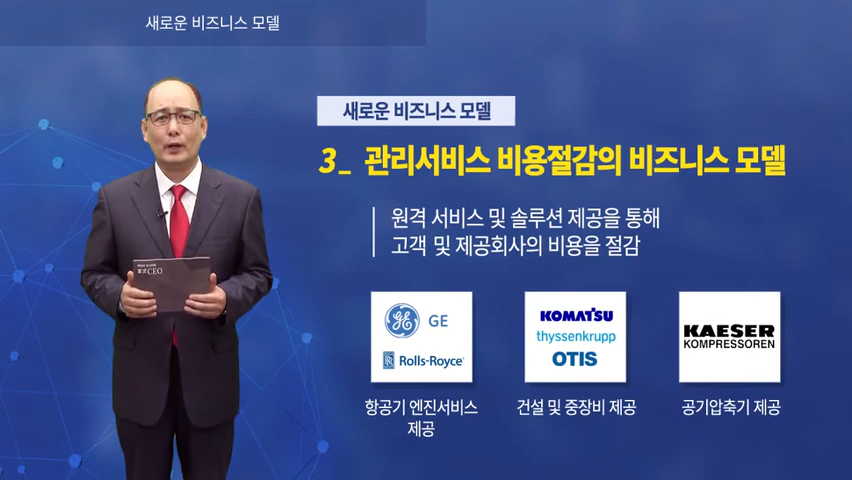 새로운 비즈니스 모델
새로운 비즈니스 모델
3_ 관리서비스 비용절감의 비즈니스 모델
원격 서비스 및 솔루션 제공을 통해
고객 및 제공회사의 비용을 절감
GE
Rolls-Royce
항공기 엔진서비스
제공
KOMATSU
thyssenkrupp
OTIS
건설 및 중장비 제공
KAESER
KOMPRESSOREN
공기압축기 제공
CEO